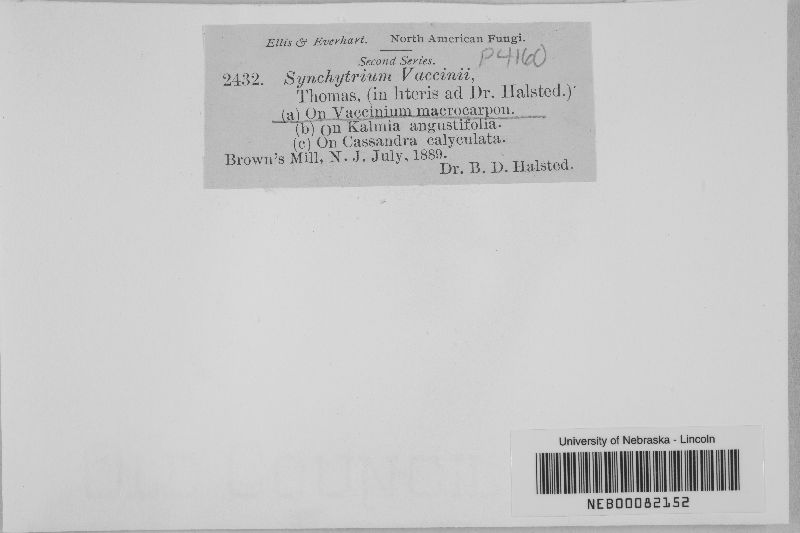 Ellis & Everhart. North American Fungi.
Second Series.
P4160
2432. Synchytrium Vaccinii,
Thomas, (in literis ad Dr. Halsted.)
(a) On Vaccinium macrocarpon.
(b) on Kalmia angustifolia.
(c) On Cassandra calyculata.
Brown's Mill, N. J. July, 1889.
Dr. B. D. Halsted.
University of Nebraska - Lincoln
NEB00082152